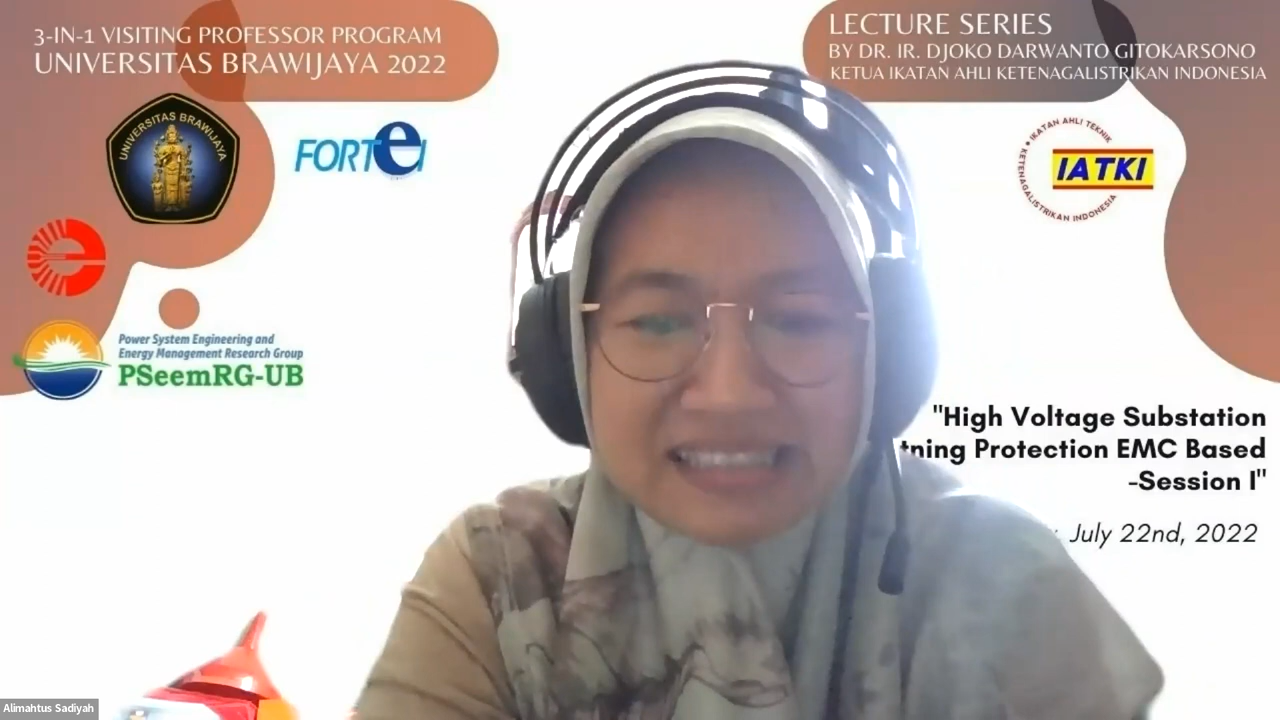 3-IN-1 VISITING PROFESSOR PROGRAM
UNIVERSITAS BRAWIJAYA 2022
LECTURE SERIES
BY DR. IR. DJOKO DARWANTO GITOKARSONO
KETUA IKATAN AHLI KETENAGALISTRIKAN INDONESIA
UNIVERSITAS BRAWIJAYA
FORTeI
IKATAN AHLI TEKNIK
KETENAGALISTRIKAN INDONESIA
IATKI
Power System Engineering and
Energy Management Research Group
PSeemRG-UB
"High Voltage Substation
tning Protection EMC Based
-Session I"
July 22nd, 2022
Alimahtus Sadiyah